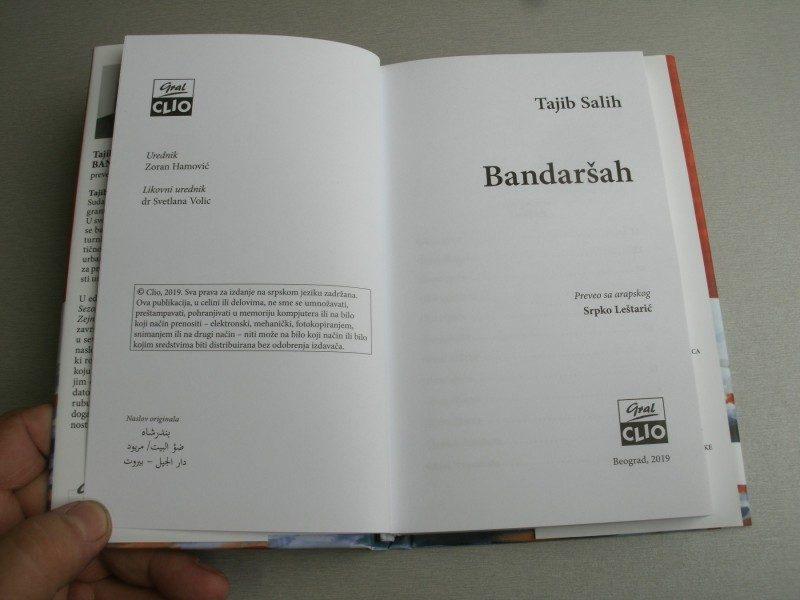 Gral
CLIO
Urednik
Zoran Hamović
Likovni urednik
dr Svetlana Volic
© Clio, 2019. Sva prava za izdanje na srpskom jeziku zadržana.
Ova publikacija, u celini ili delovima, ne sme se umnožavati,
preštampavati, pohranjivati u memoriju kompjutera ili na bilo
koji način prenositi – elektronski, mehanički, fotokopiranjem,
snimanjem ili na drugi način – niti može na bilo koji način ili bilo
kojim sredstvima biti distribuirana bez odobrenja izdavača.
Naslov originala
بندرشاه
ضؤ البيت/ مريود
دار الجيل – بيروت
Tajib Salih
Bandaršah
Preveo sa arapskog
Srpko Leštarić
Gral
CLIO
Beograd, 2019